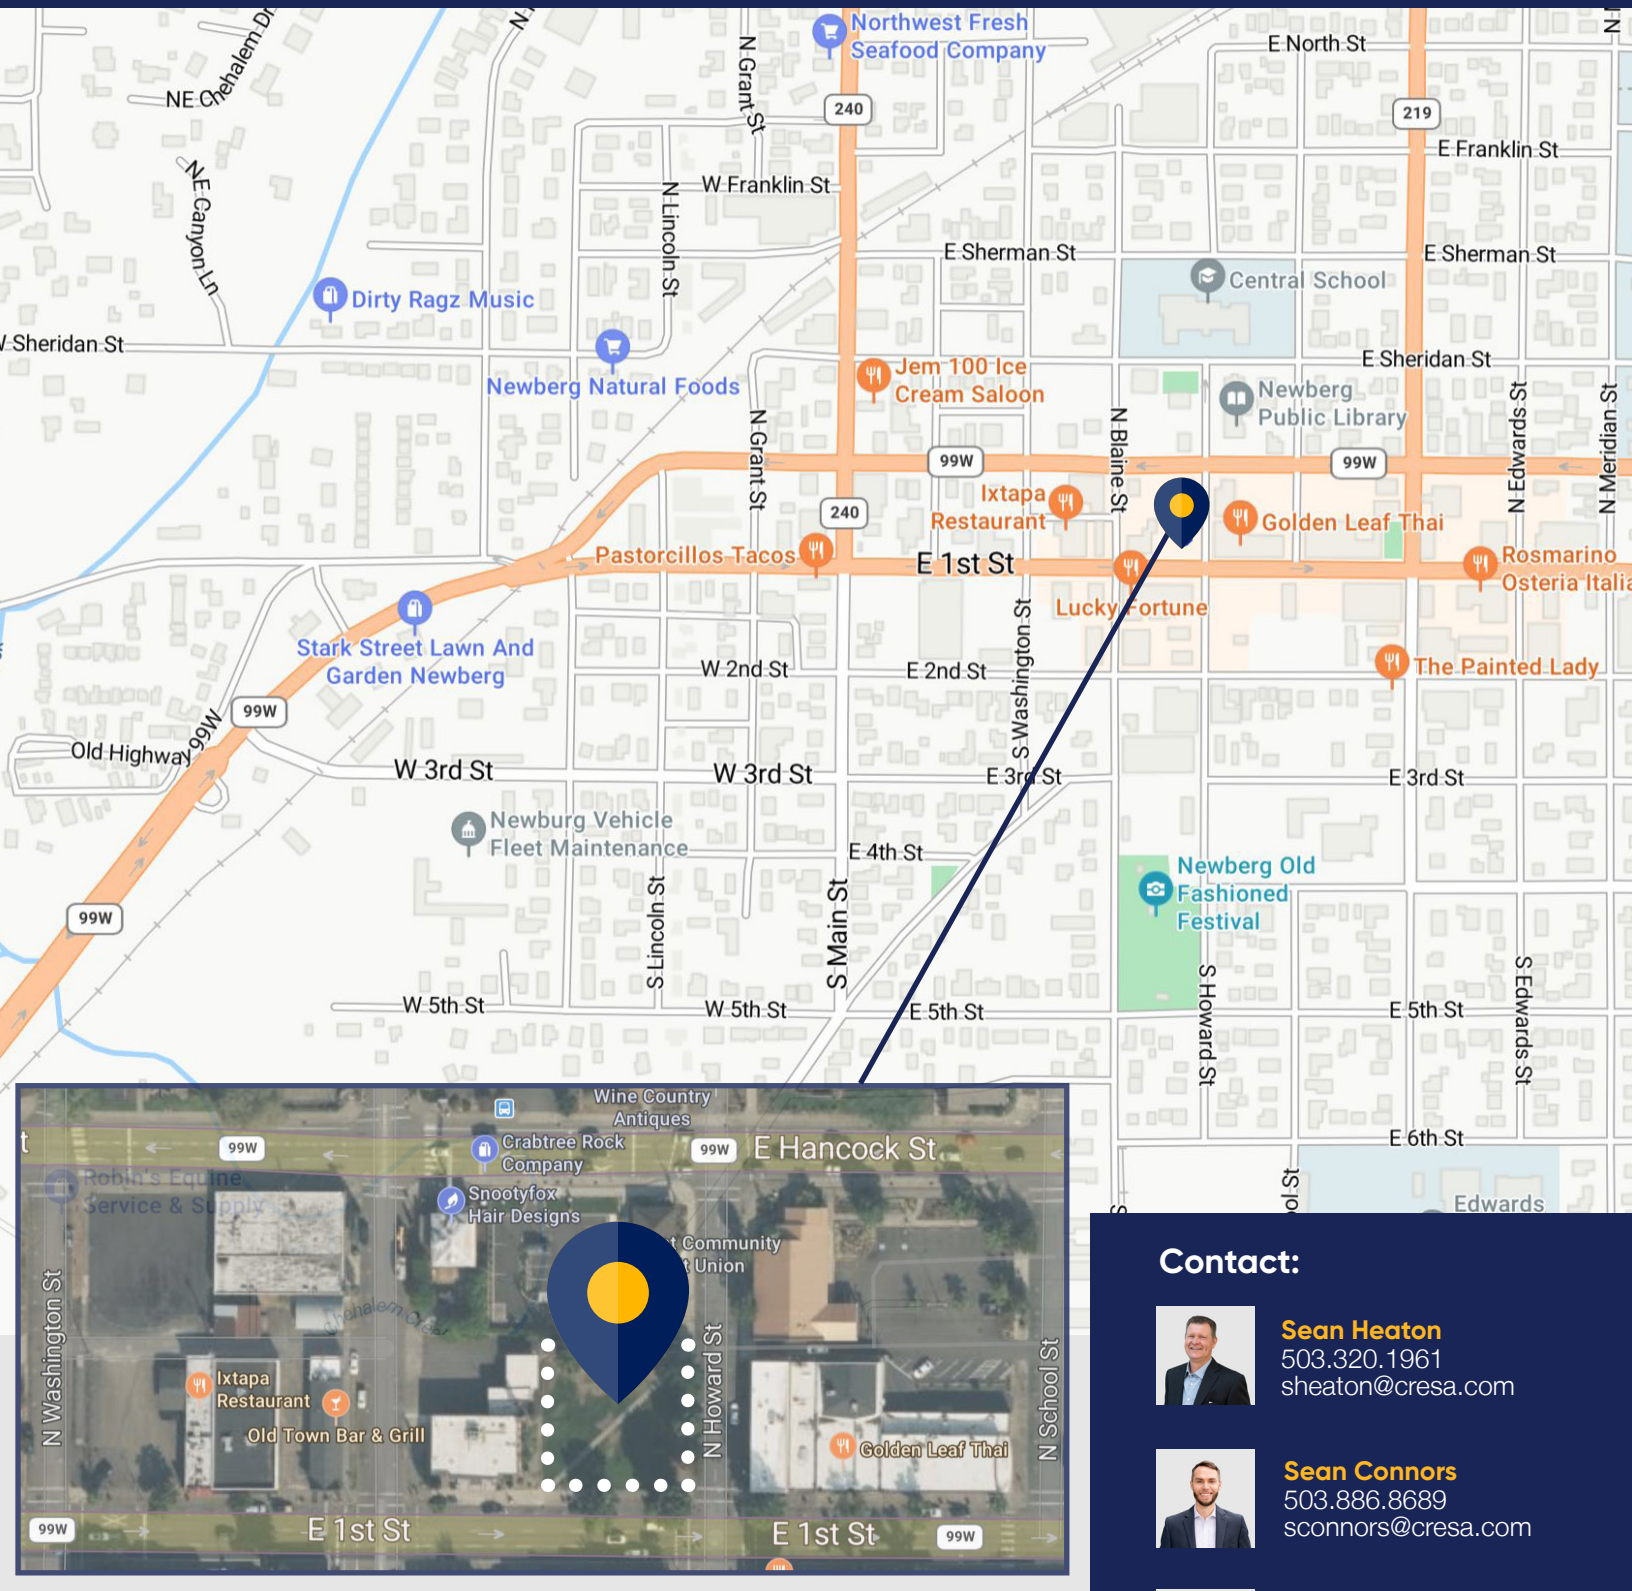 Northwest Fresh
Seafood Company
E North St
NE Chehalem Dr
N Grant St
240
219
E Franklin St
NE Canyon Ln
W Franklin St
N Lincoln St
E Sherman St
E Sherman St
Central School
Dirty Ragz Music
Sheridan St
Newberg Natural Foods
Jem 100 Ice
Cream Saloon
E Sheridan St
Newberg
Public Library
N Grant St
N Blaine St
N Edwards St
N Meridian St
99W
99W
Ixtapa
Restaurant
240
Golden Leaf Thai
Pastorcillos Tacos
E 1st St
Rosmarino
Osteria Italia
Lucky Fortune
Stark Street Lawn And
Garden Newberg
S Washington St
W 2nd St
E 2nd St
The Painted Lady
99W
Old Highway 99W
W 3rd St
W 3rd St
E 3rd St
E 3rd St
Newburg Vehicle
Fleet Maintenance
E 4th St
Newberg Old
Fashioned
Festival
99W
S Lincoln St
S Main St
S Howard St
S Edwards St
W 5th St
W 5th St
E 5th St
E 5th St
E 6th St
ool St
Edwards
Wine Country
Antiques
99W
Crabtree Rock
Company
99W
E Hancock St
Robin's Equine
Service & Supply
Snootyfox
Hair Designs
t Community
t Union
N Washington St
Chehalem Creek
N Howard St
N School St
Ixtapa
Restaurant
Old Town Bar & Grill
Golden Leaf Thai
99W
E 1st St
E 1st St
99W
Contact:
Sean Heaton
503.320.1961
sheaton@cresa.com
Sean Connors
503.886.8689
sconnors@cresa.com